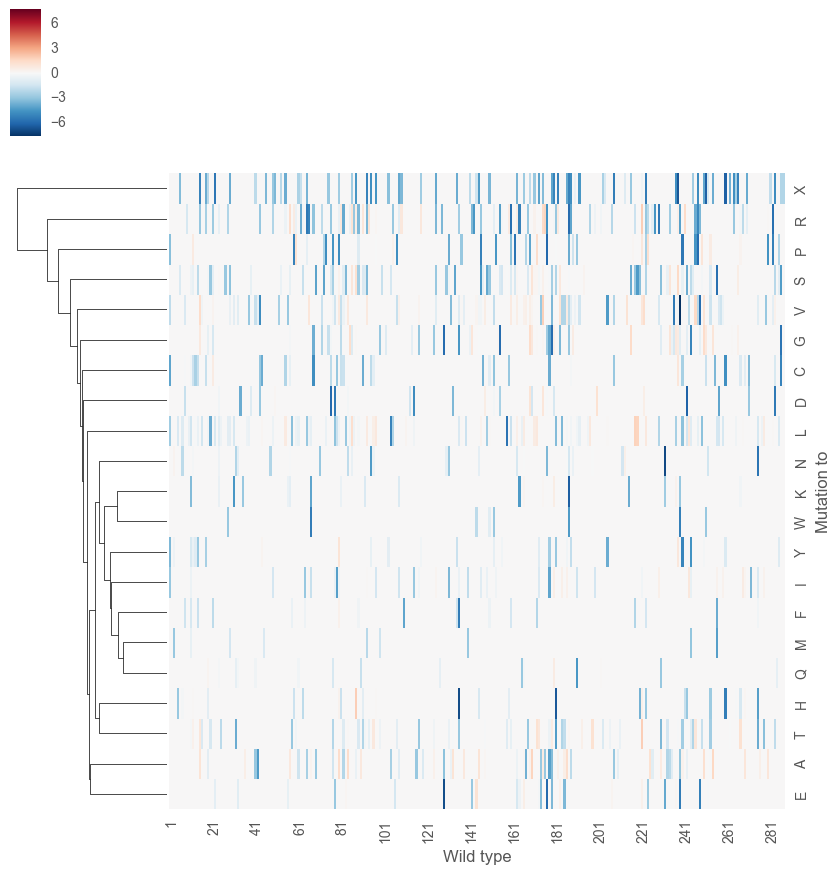 6
3
0
−3
−6
X
R
P
S
V
G
C
D
L
N
K
W
Y
I
F
M
Q
H
T
A
E
Mutation to
1
21
41
61
81
101
121
141
161
181
201
221
241
261
281
Wild type